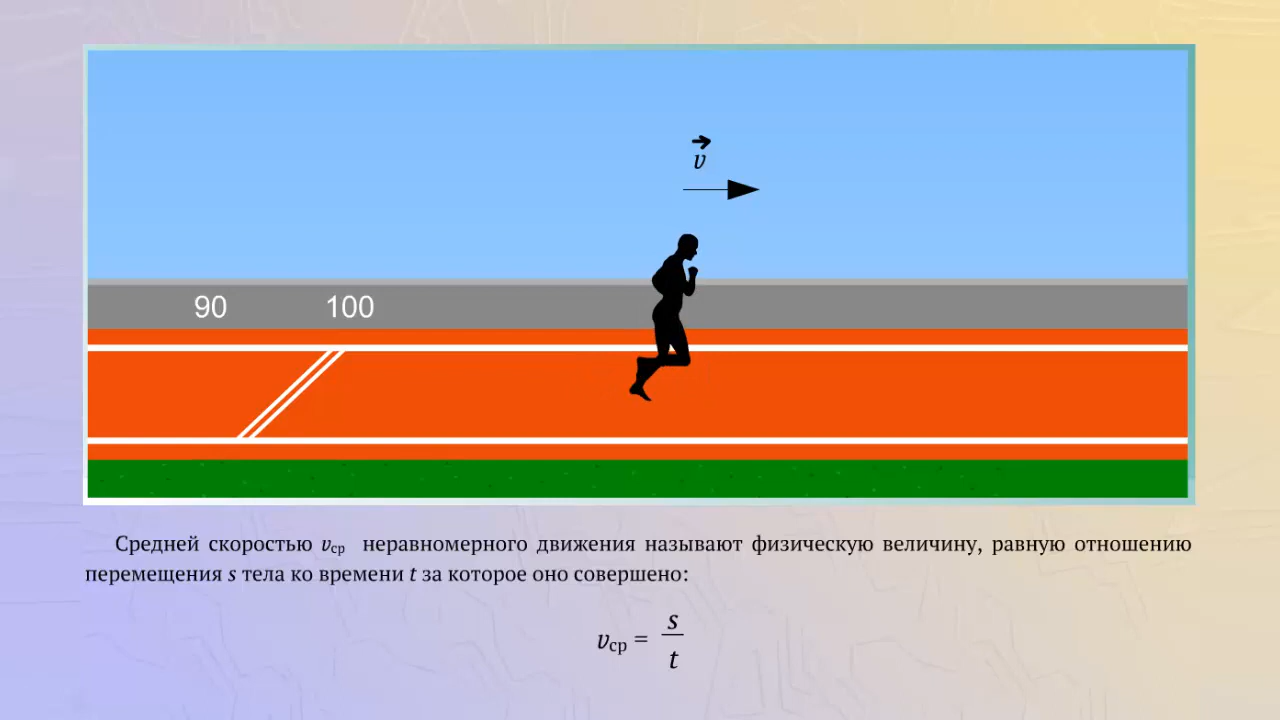 v
90 100
Средней скоростью vср неравномерного движения называют физическую величину, равную отношению
перемещения s тела ко времени t за которое оно совершено:
vср = s/t